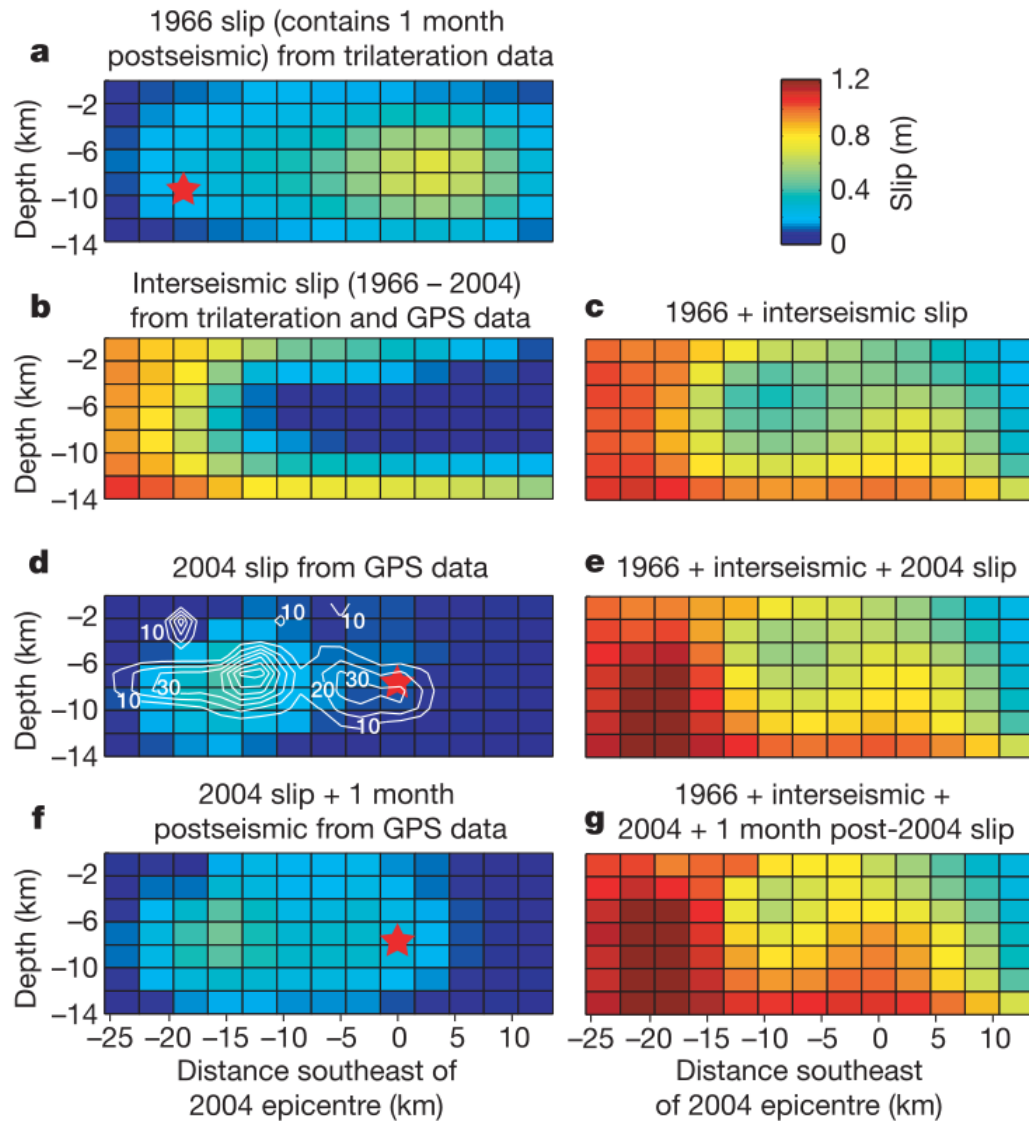 1966 slip (contains 1 month
a postseismic) from trilateration data
Depth (km)
−2
−6
−10
−14
1.2
0.8
0.4
0
Slip (m)
Interseismic slip (1966 – 2004)
b from trilateration and GPS data
Depth (km)
−2
−6
−10
−14
c 1966 + interseismic slip
d 2004 slip from GPS data
Depth (km)
−2
−6
−10
−14
10
10
10
10
30
20
30
10
e 1966 + interseismic + 2004 slip
2004 slip + 1 month
f postseismic from GPS data
Depth (km)
−2
−6
−10
−14
−25 −20 −15 −10 −5 0 5 10
Distance southeast of
2004 epicentre (km)
1966 + interseismic +
g 2004 + 1 month post-2004 slip
−25 −20 −15 −10 −5 0 5 10
Distance southeast
of 2004 epicentre (km)